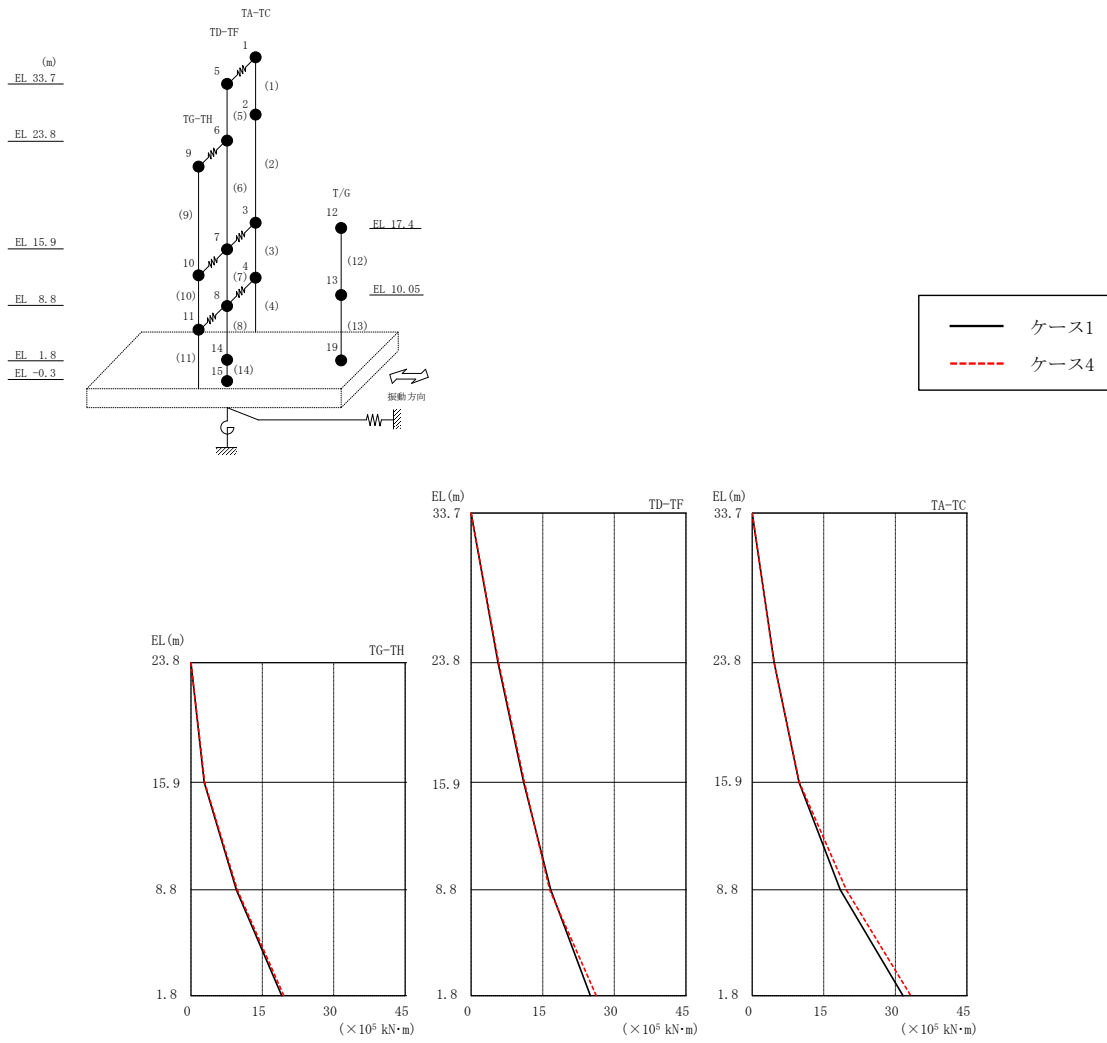 TA-TC
TD-TF
1
(m)
5
EL 33.7
(1)
2
(5)
TG-TH
6
EL 23.8
9
(2)
(6)
T/G
(9)
12
3
EL 17.4
7
EL 15.9
(3)
(12)
10
4
(7)
13
EL 10.05
(10)
8
EL 8.8
(4)
11
(8)
(13)
14
19
EL 1.8
(11)
15
(14)
EL -0.3
振動方向
ケース1
ケース4
EL(m)
TD-TF
33.7
23.8
15.9
8.8
1.8
0 15 30 45
(×10⁵ kN・m)
EL(m)
TA-TC
33.7
23.8
15.9
8.8
1.8
0 15 30 45
(×10⁵ kN・m)
EL(m)
TG-TH
23.8
15.9
8.8
1.8
0 15 30 45
(×10⁵ kN・m)